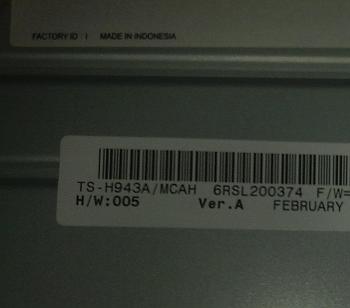 FACTORY ID : I MADE IN INDONESIA
TS-H943A/MCAH 6RSL200374 F/W=
H/W:005 Ver.A FEBRUARY